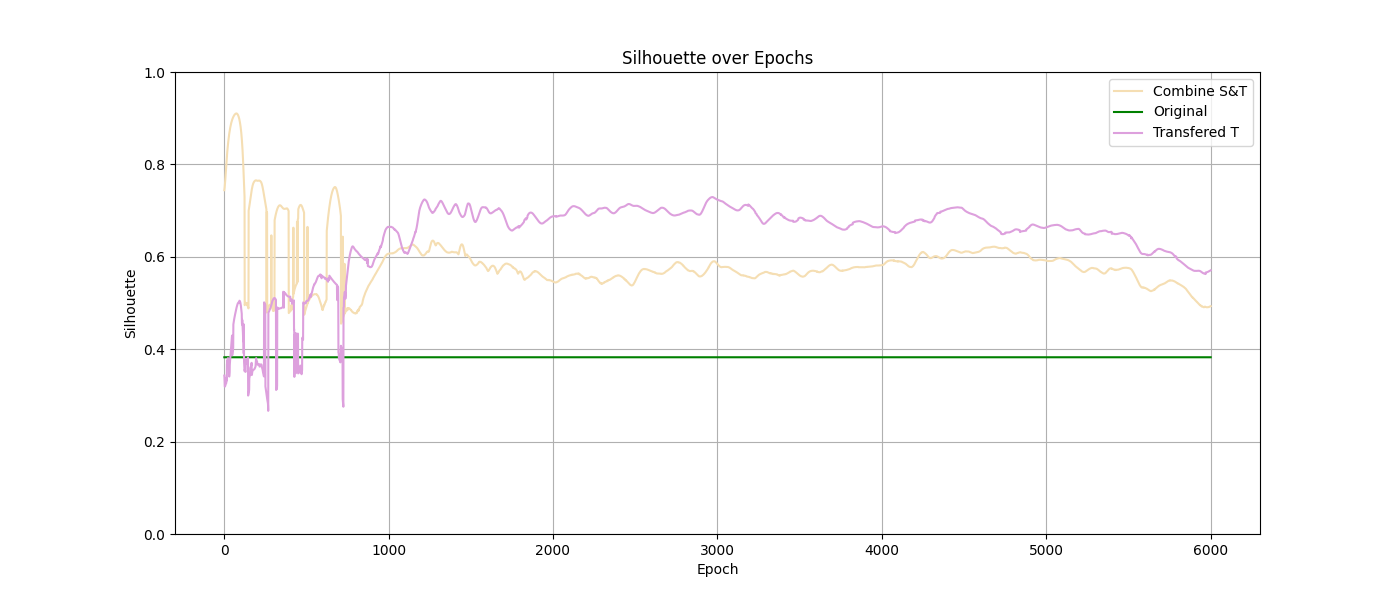 Silhouette over Epochs
Combine S&T
Original
Transfered T
Silhouette
1.0
0.8
0.6
0.4
0.2
0.0
0 1000 2000 3000 4000 5000 6000
Epoch